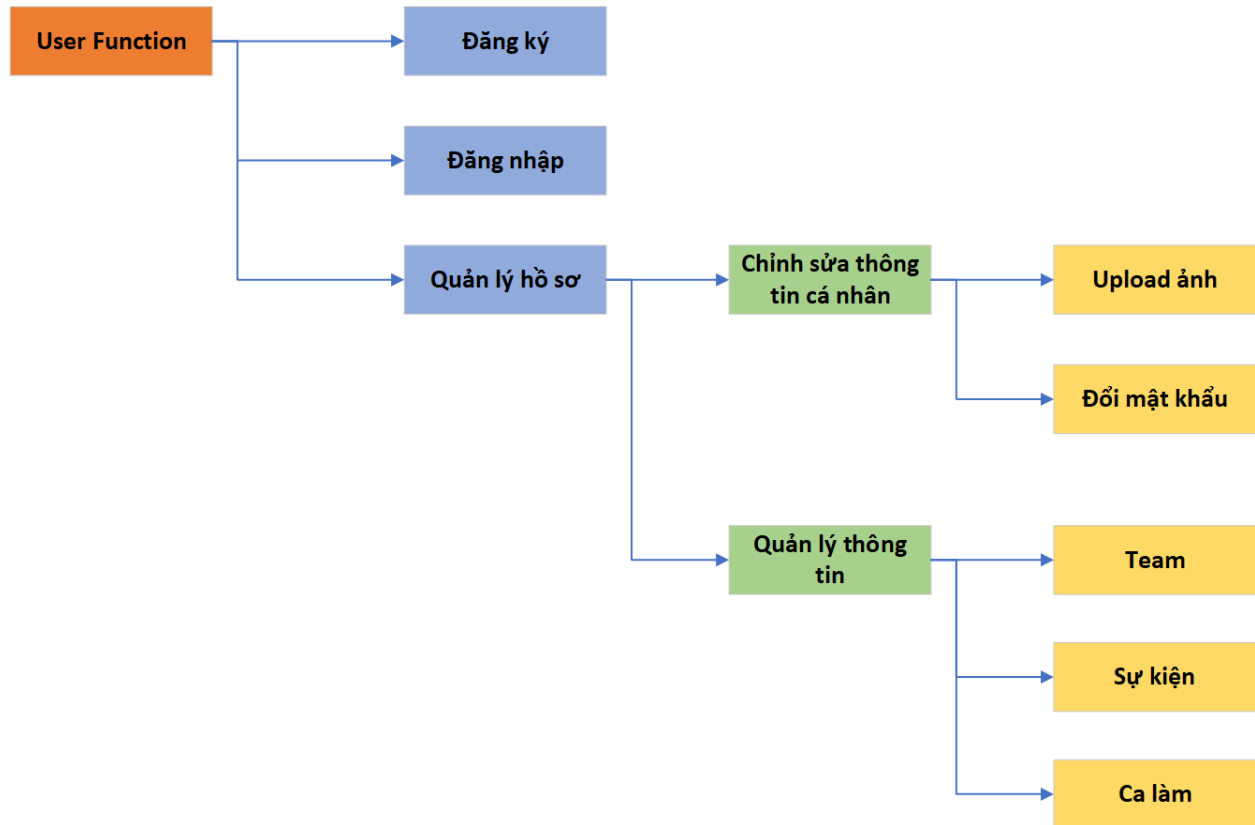 User Function
Đăng ký
Đăng nhập
Quản lý hồ sơ
Chỉnh sửa thông
tin cá nhân
Upload ảnh
Đổi mật khẩu
Quản lý thông
tin
Team
Sự kiện
Ca làm